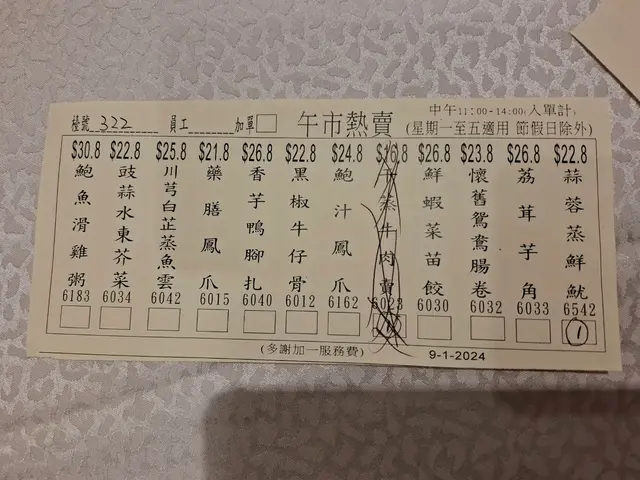 檯號 322 員工 加單 午市熱賣 中午11:00-14:00(入單計)
(星期一至五適用 節假日除外)
$30.8 $22.8 $25.8 $21.8 $26.8 $22.8 $24.8 $16.8 $26.8 $23.8 $26.8 $22.8
鮑魚滑雞粥
豉蒜水東芥菜
川芎白芷蒸魚雲
藥膳鳳爪
香芋鴨腳扎
黑椒牛仔骨
鮑汁鳳爪
干蒸牛肉賣
鮮蝦菜苗餃
懷舊鴛鴦腸卷
荔茸芋角
蒜蓉蒸鮮魷
6183 6034 6042 6015 6040 6012 6162 6023 6030 6032 6033 6542
1
(多謝加一服務費) 9-1-2024